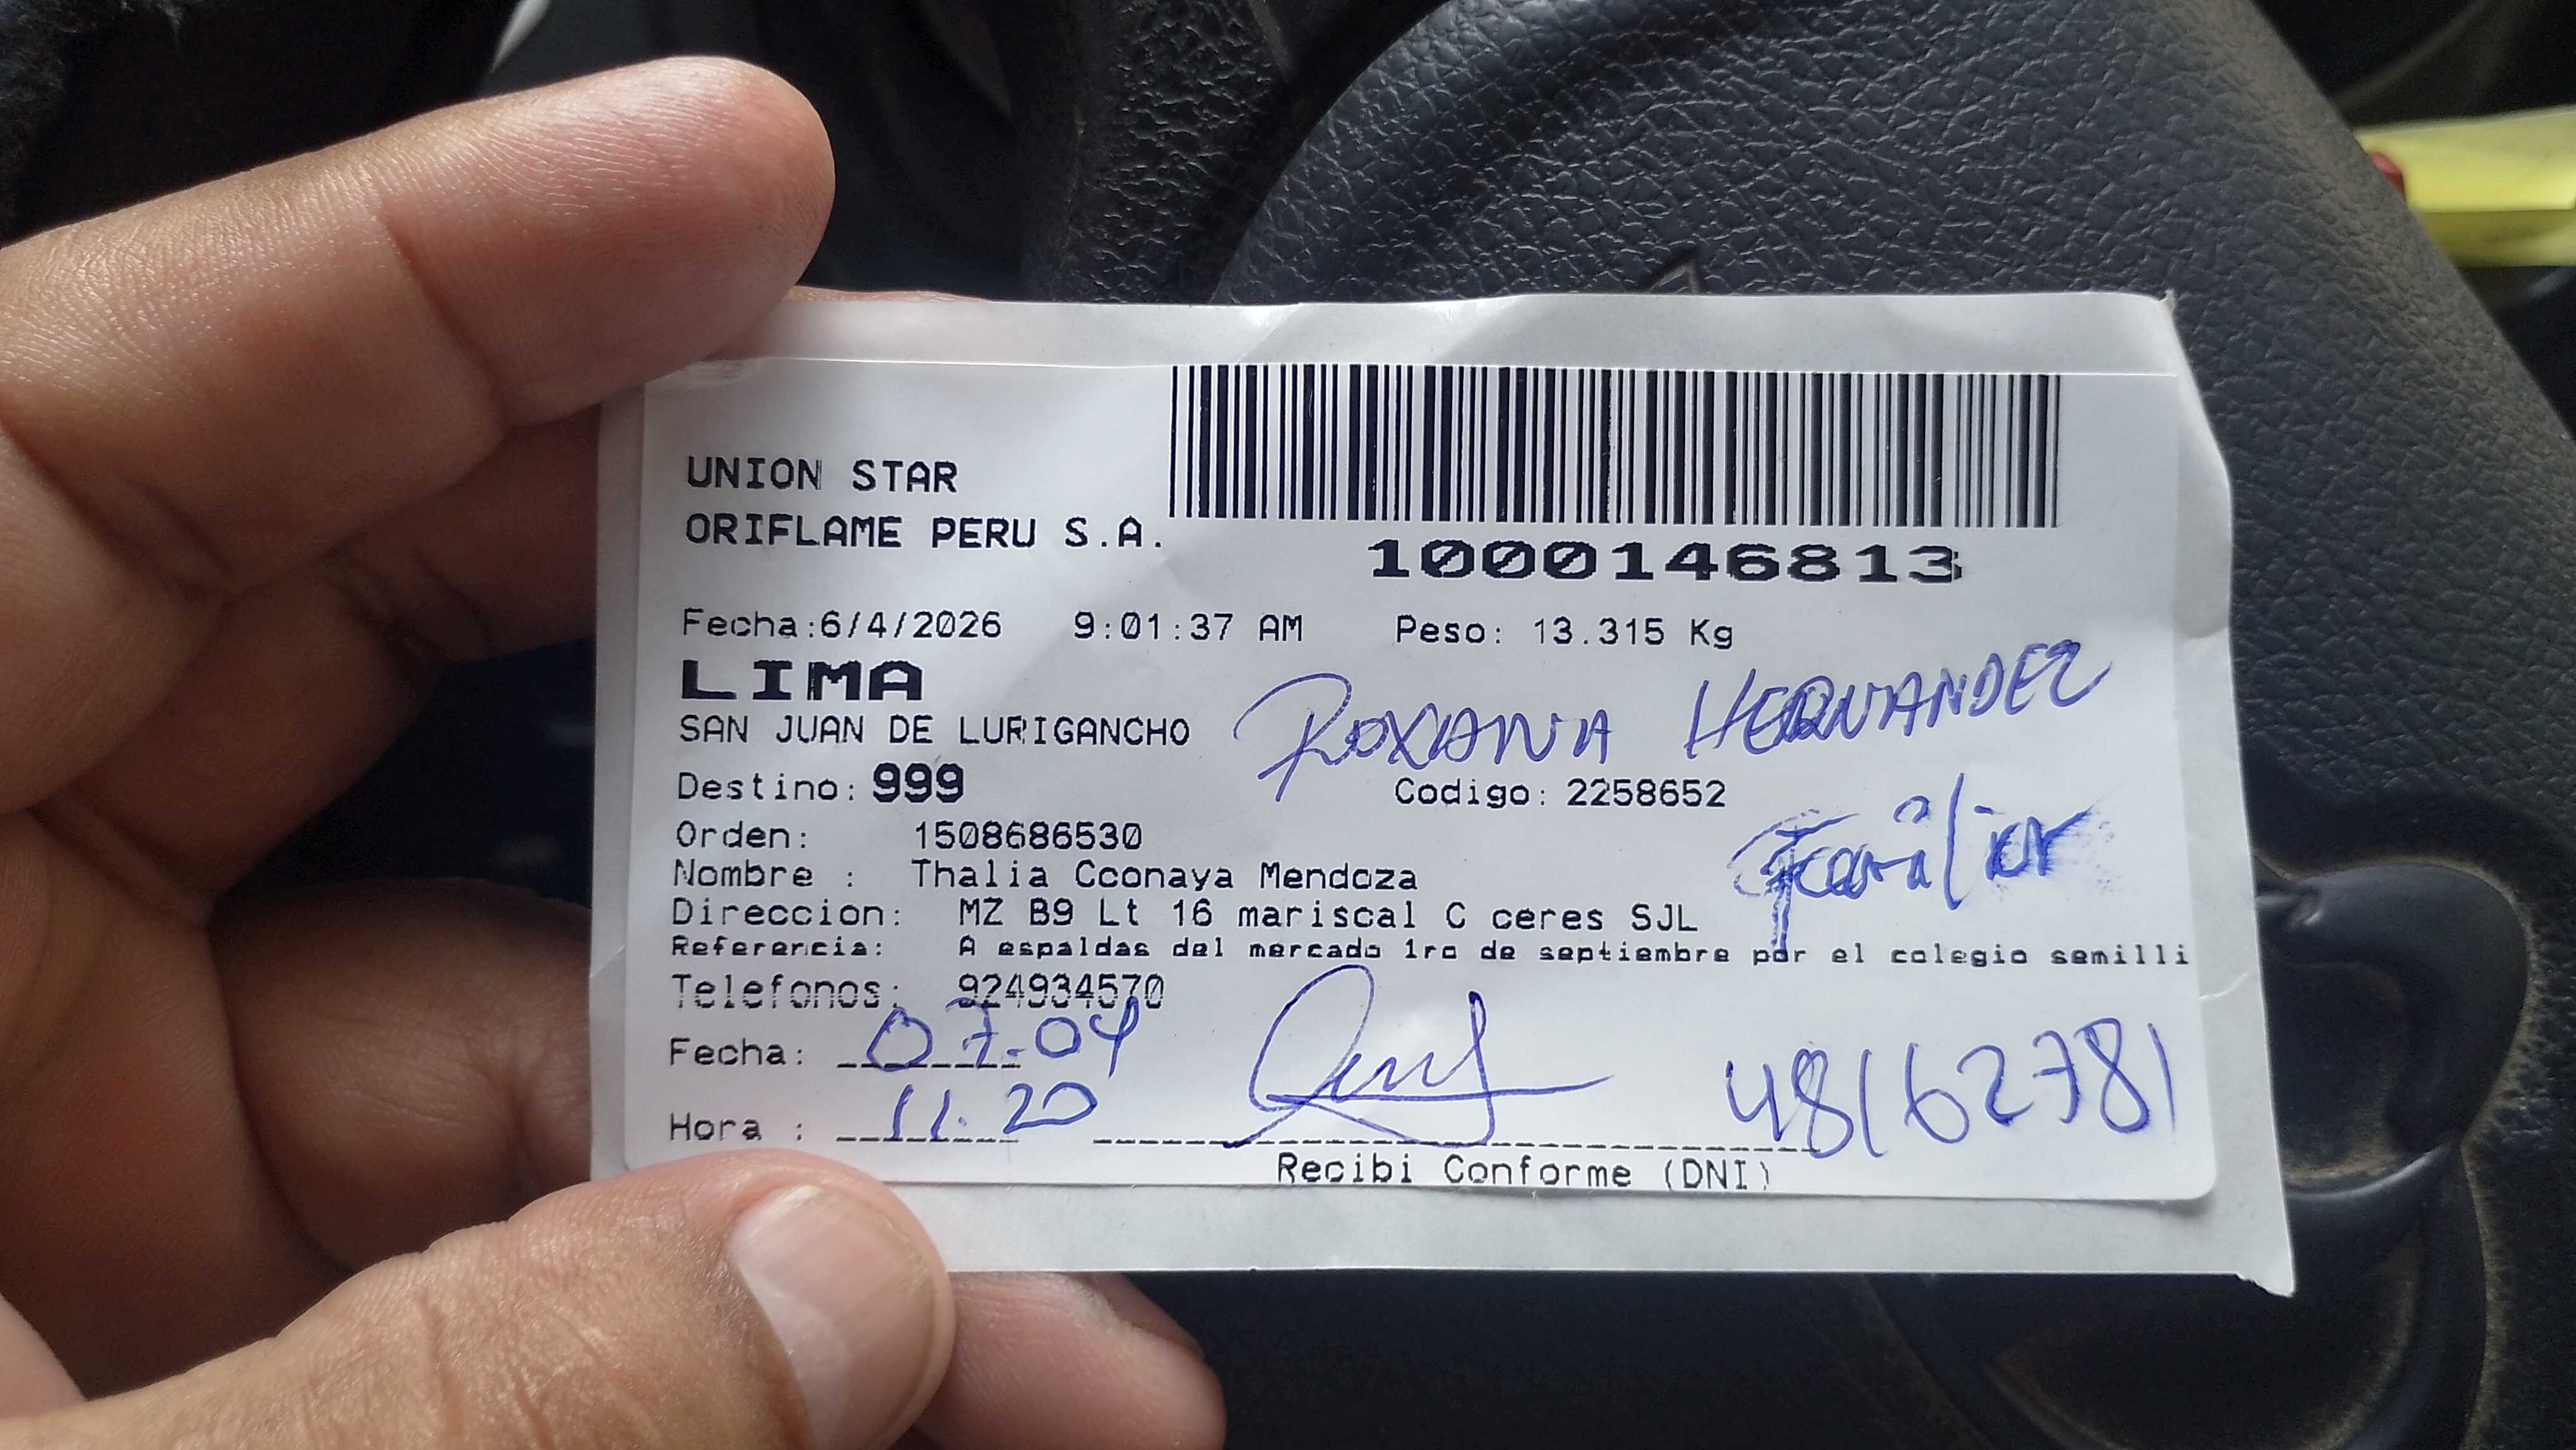 UNION STAR
ORIFLAME PERU S.A.
1000146813
Fecha:6/4/2026 9:01:37 AM Peso: 13.315 Kg
LIMA
SAN JUAN DE LURIGANCHO
ROXANA HERNANDEZ
Destino: 999 Codigo: 2258652
Familiar
Orden: 1508686530
Nombre : Thalia Cconaya Mendoza
Direccion: MZ B9 Lt 16 mariscal C ceres SJL
Referencia: A espaldas del mercado 1ro de septiembre por el colegio semilli
Telefonos: 924934570
Fecha: 07-04
Hora : 11.20 48162781
Recibi Conforme (DNI)